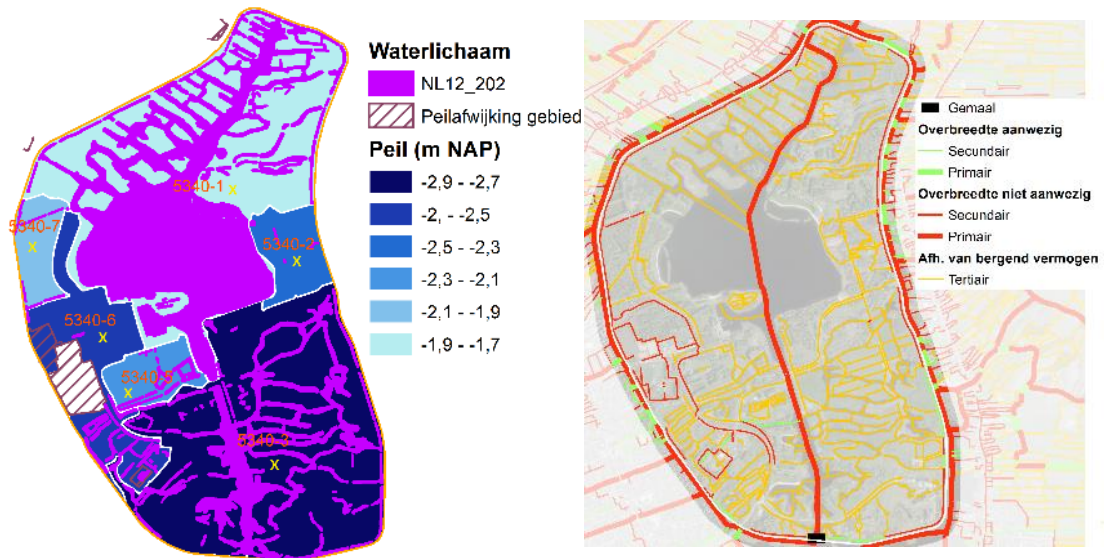 Waterlichaam
NL12_202
Peilafwijking gebied
Peil (m NAP)
-2,9 - -2,7
-2, - -2,5
-2,5 - -2,3
-2,3 - -2,1
-2,1 - -1,9
-1,9 - -1,7
5340-1
X
5340-7
X
5340-2
X
5340-6
X
X
5340-3
X
Gemaal
Overbreedte aanwezig
Secundair
Primair
Overbreedte niet aanwezig
Secundair
Primair
Afh. van bergend vermogen
Tertiair